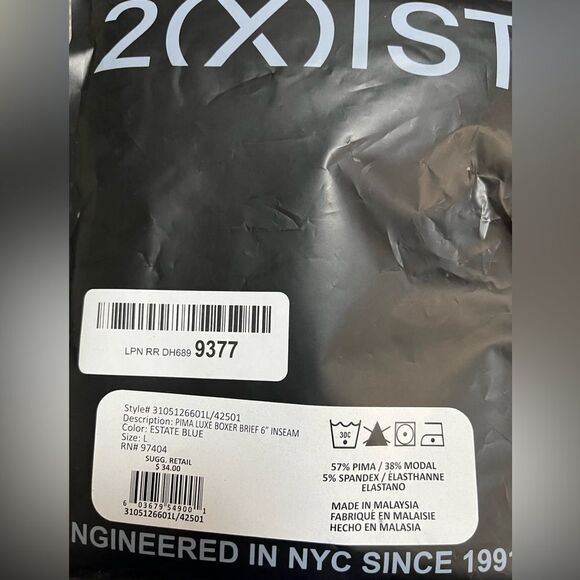 2(X)IST
LPN RR DH689 9377
Style# 3105126601L/42501
Description: PIMA LUXE BOXER BRIEF 6" INSEAM
Color: ESTATE BLUE
Size: L
RN# 97404
SUGG. RETAIL
$ 34.00
6 03679 54900 1
3105126601L/42501
30C
57% PIMA / 38% MODAL
5% SPANDEX / ÉLASTHANNE
ELASTANO
MADE IN MALAYSIA
FABRIQUÉ EN MALAISIE
HECHO EN MALASIA
NGINEERED IN NYC SINCE 1991